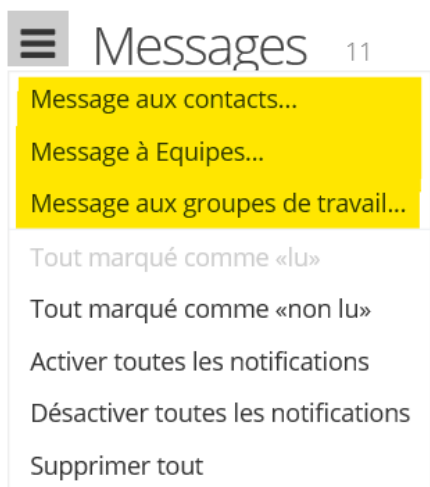 Messages 11
Message aux contacts...
Message à Equipes...
Message aux groupes de travail...
Tout marqué comme «lu»
Tout marqué comme «non lu»
Activer toutes les notifications
Désactiver toutes les notifications
Supprimer tout